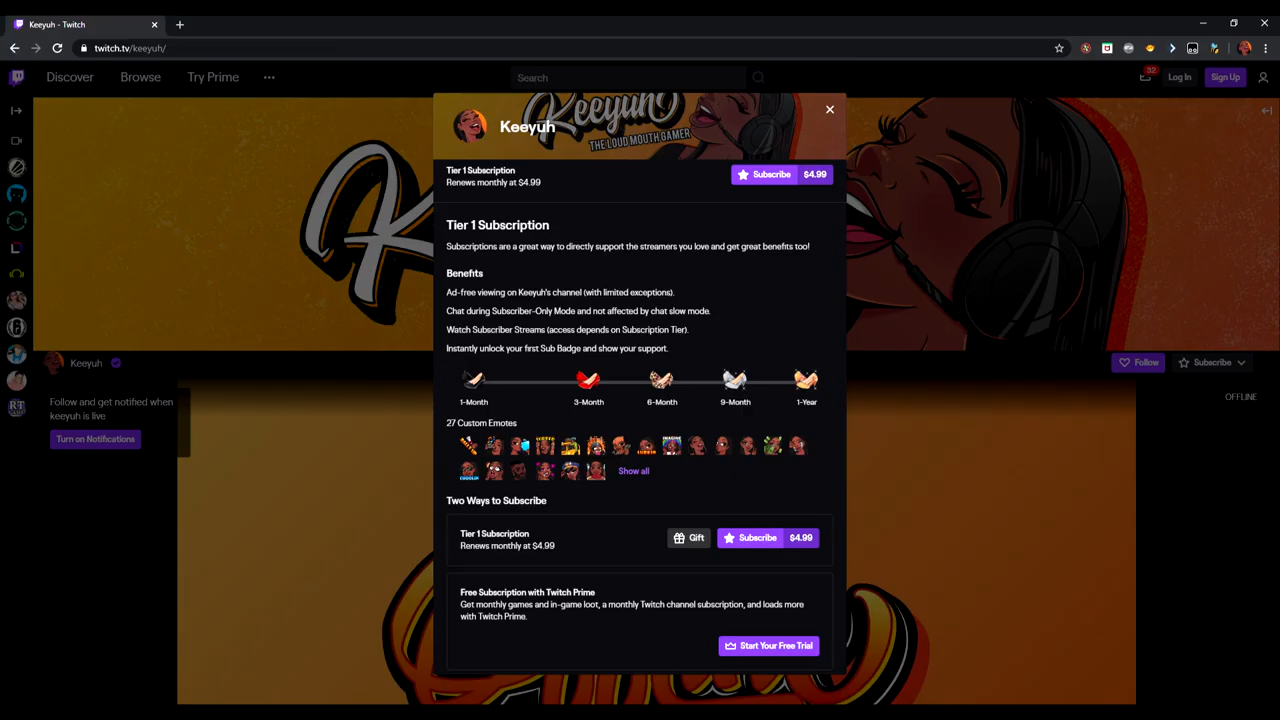 Keeyuh - Twitch
twitch.tv/keeyuh/
Discover
Browse
Try Prime
Search
32
Log In
Sign Up
Keeyuh
THE LOUD MOUTH GAMER
Keeyuh
Tier 1 Subscription
Renews monthly at $4.99
Subscribe $4.99
Tier 1 Subscription
Subscriptions are a great way to directly support the streamers you love and get great benefits too!
Benefits
Ad-free viewing on Keeyuh's channel (with limited exceptions).
Chat during Subscriber-Only Mode and not affected by chat slow mode.
Watch Subscriber Streams (access depends on Subscription Tier).
Instantly unlock your first Sub Badge and show your support.
1-Month 3-Month 6-Month 9-Month 1-Year
27 Custom Emotes
IMAGINE
LURKIN
Show all
Two Ways to Subscribe
Tier 1 Subscription
Renews monthly at $4.99
Gift
Subscribe $4.99
Free Subscription with Twitch Prime
Get monthly games and in-game loot, a monthly Twitch channel subscription, and loads more
with Twitch Prime.
Start Your Free Trial
Keeyuh
Follow
Subscribe
Follow and get notified when
keeyuh is live
Turn on Notifications
OFFLINE